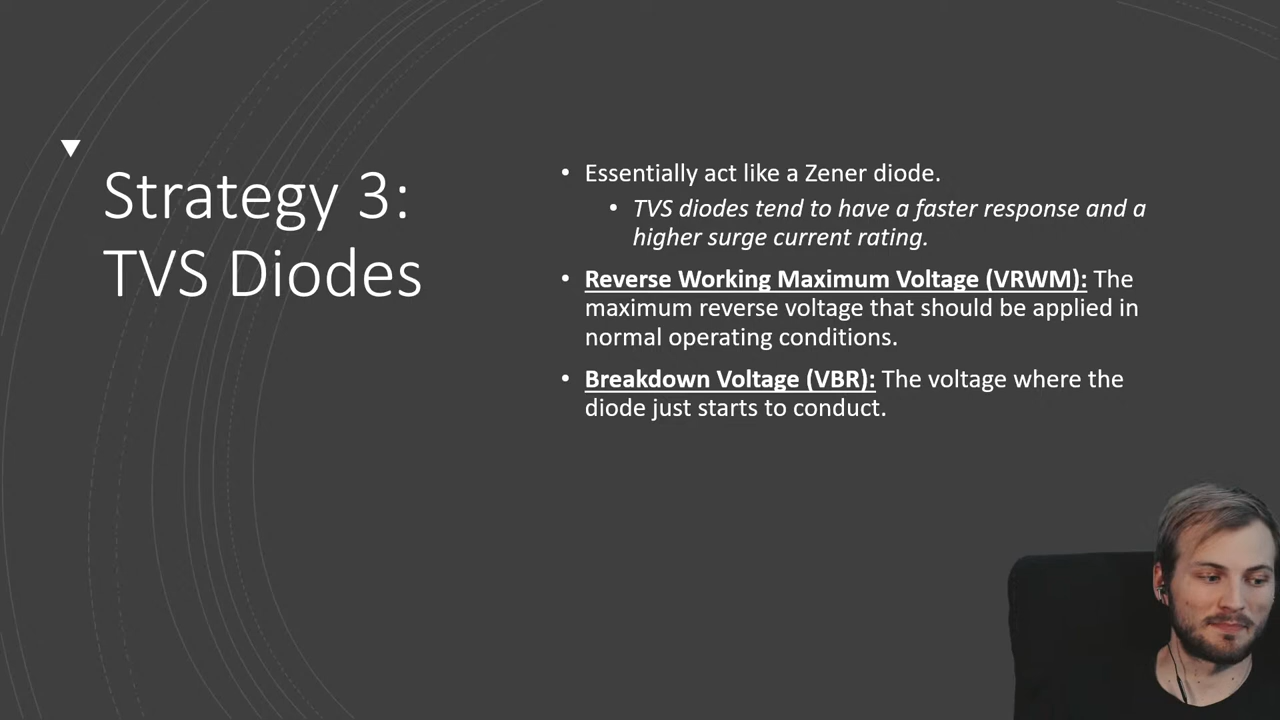 Strategy 3:
TVS Diodes
• Essentially act like a Zener diode.
• TVS diodes tend to have a faster response and a
higher surge current rating.
• Reverse Working Maximum Voltage (VRWM): The
maximum reverse voltage that should be applied in
normal operating conditions.
• Breakdown Voltage (VBR): The voltage where the
diode just starts to conduct.